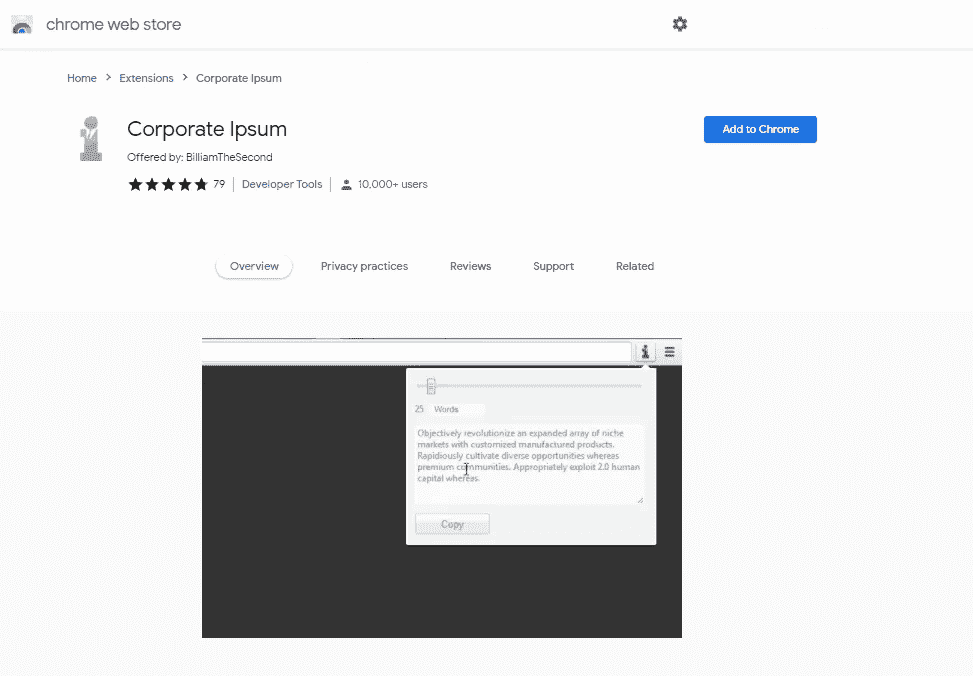 chrome web store
Home > Extensions > Corporate Ipsum
Corporate Ipsum
Add to Chrome
Offered by: BilliamTheSecond
79 Developer Tools 10,000+ users
Overview Privacy practices Reviews Support Related
25 Words
Objectively revolutionize an expanded array of niche
markets with customized manufactured products.
Rapidiously cultivate diverse opportunities whereas
premium communities. Appropriately exploit 2.0 human
capital whereas.
Copy